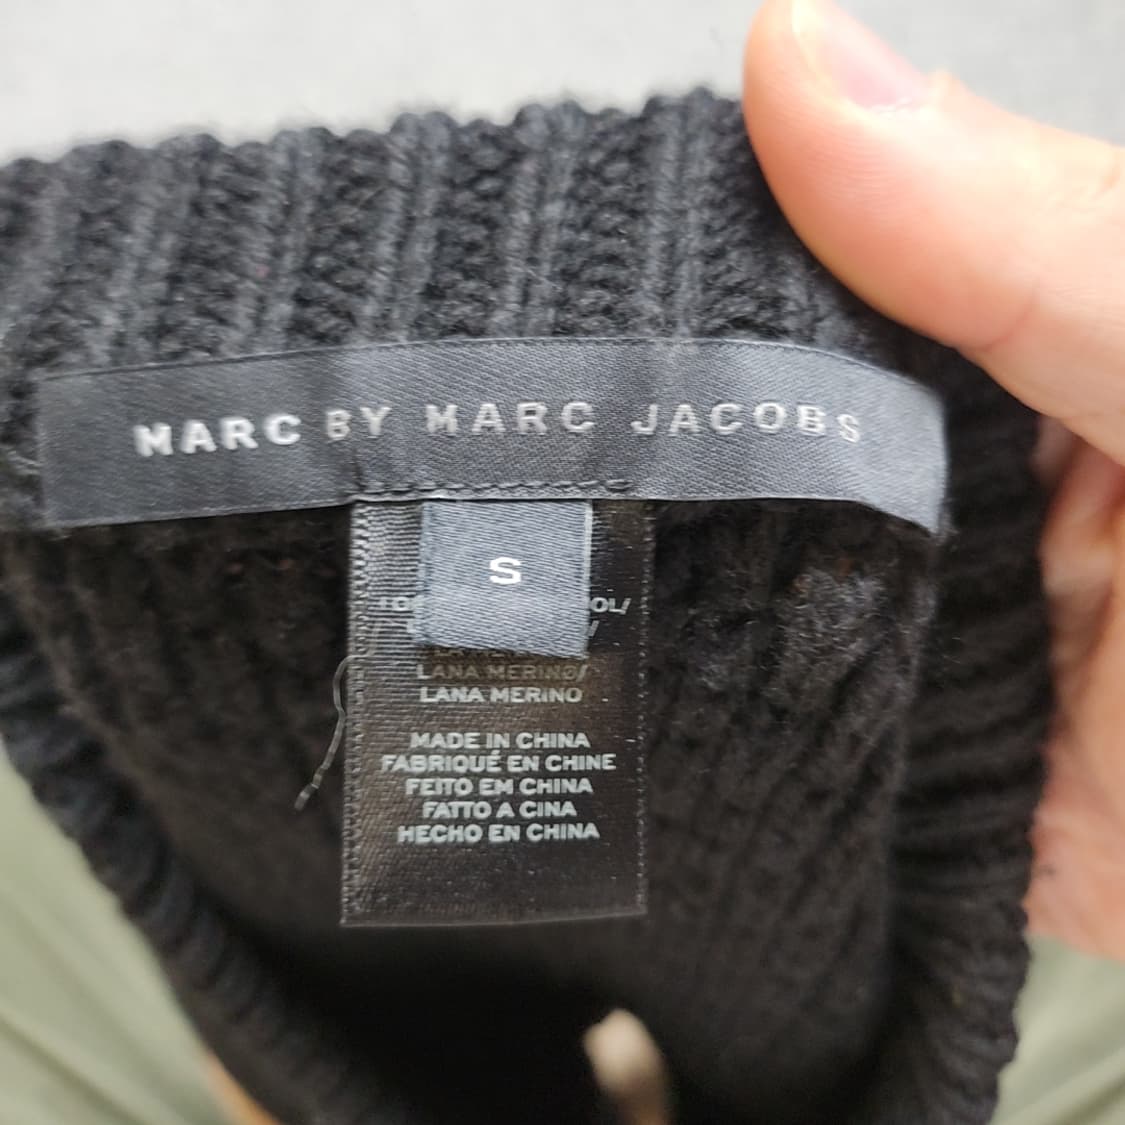 MARC BY MARC JACOBS
S
LANA MERINO/
LANA MERINO
MADE IN CHINA
FABRIQUÉ EN CHINE
FEITO EM CHINA
FATTO A CINA
HECHO EN CHINA